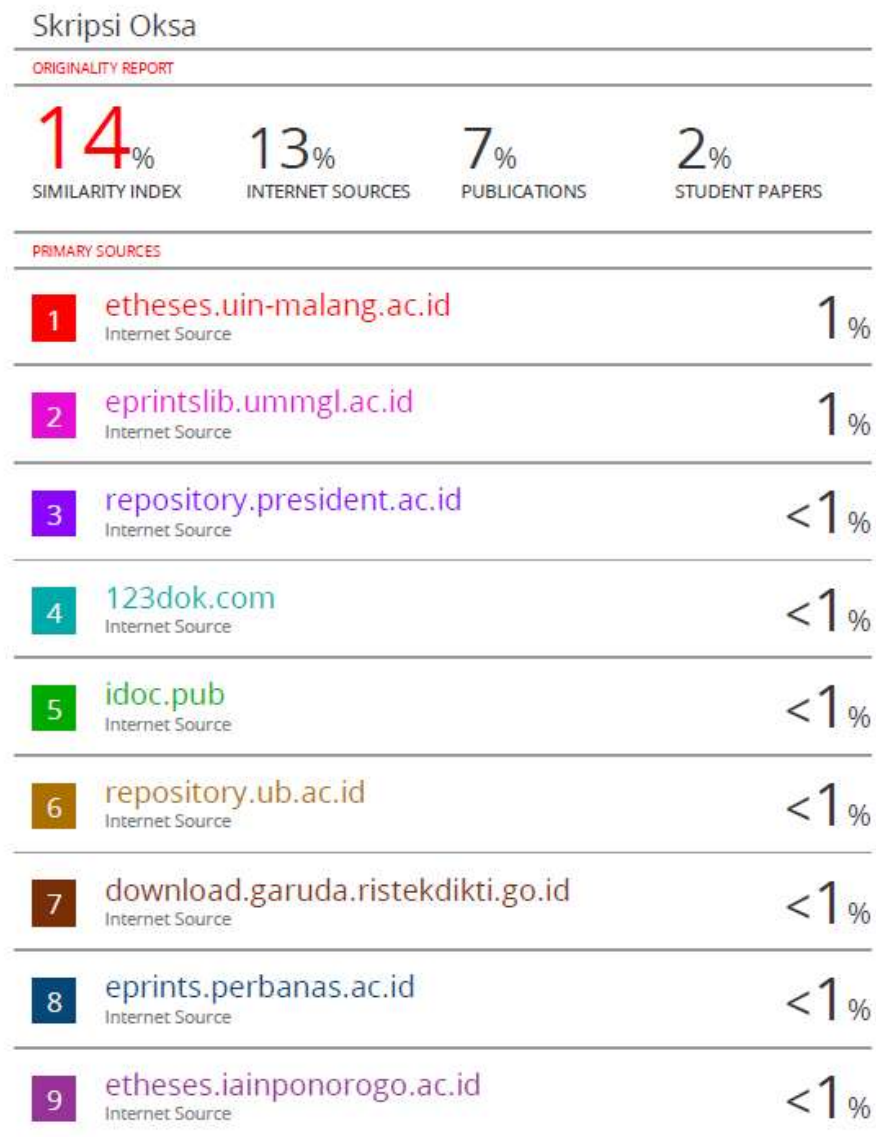 Skripsi Oksa
ORIGINALITY REPORT
14% 13% 7% 2%
SIMILARITY INDEX INTERNET SOURCES PUBLICATIONS STUDENT PAPERS
PRIMARY SOURCES
1 etheses.uin-malang.ac.id 1%
Internet Source
2 eprintslib.ummgl.ac.id 1%
Internet Source
3 repository.president.ac.id <1%
Internet Source
4 123dok.com <1%
Internet Source
5 idoc.pub <1%
Internet Source
6 repository.ub.ac.id <1%
Internet Source
7 download.garuda.ristekdikti.go.id <1%
Internet Source
8 eprints.perbanas.ac.id <1%
Internet Source
9 etheses.iainponorogo.ac.id <1%
Internet Source